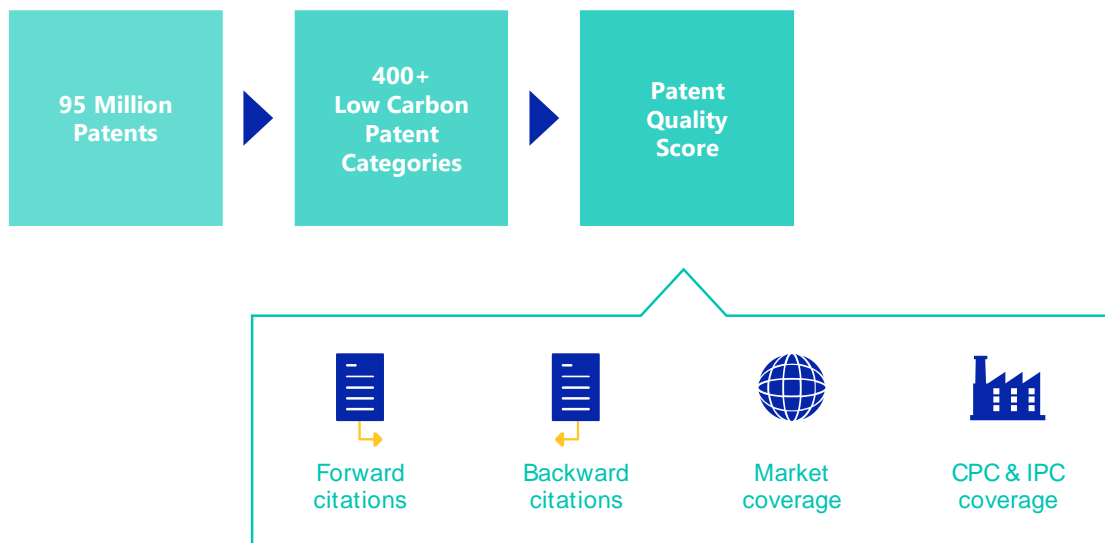 95 Million
Patents
400+
Low Carbon
Patent
Categories
Patent
Quality
Score
Forward
citations
Backward
citations
Market
coverage
CPC & IPC
coverage